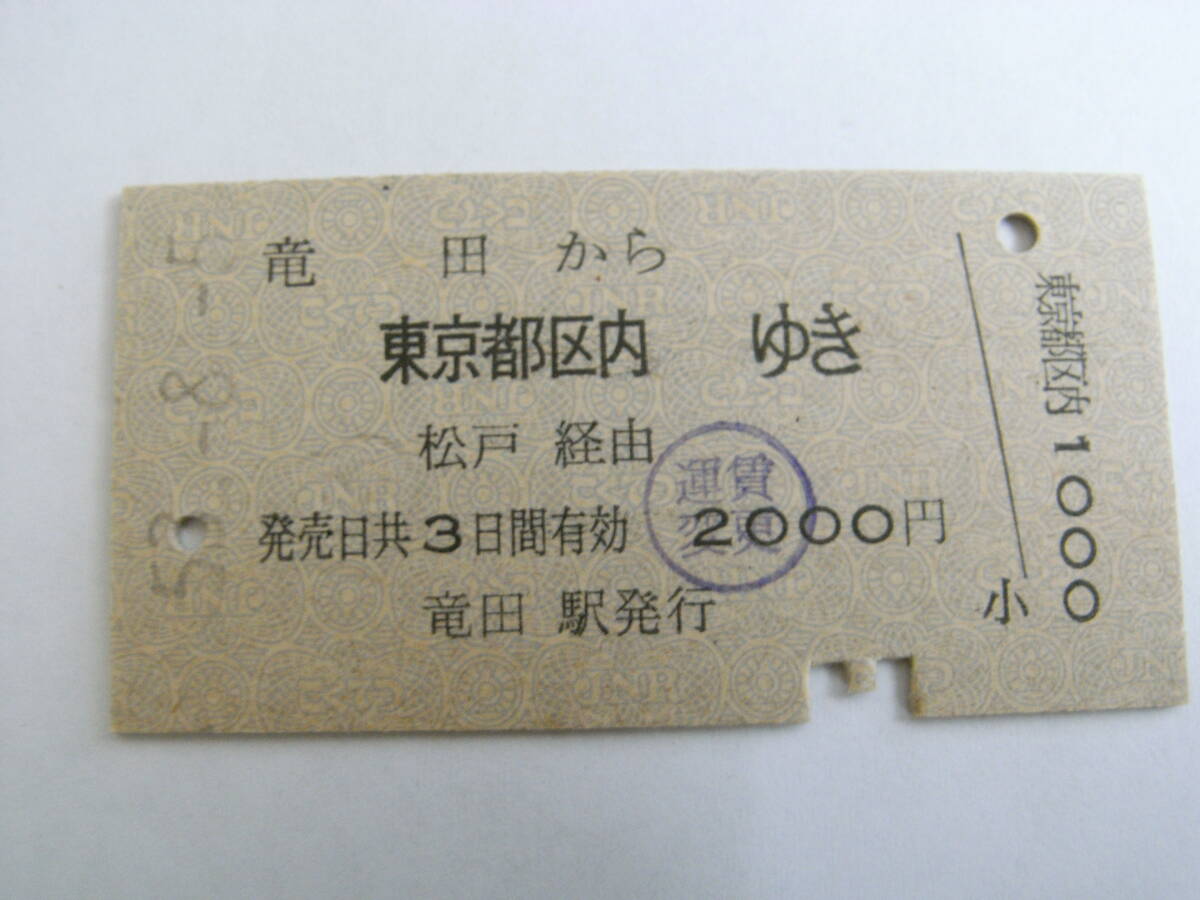 竜田から
東京都区内 ゆき
松戸 経由
発売日共3日間有効 2000円
運賃
変更
竜田 駅発行
53.-8.-5
東京都区内 1000
小